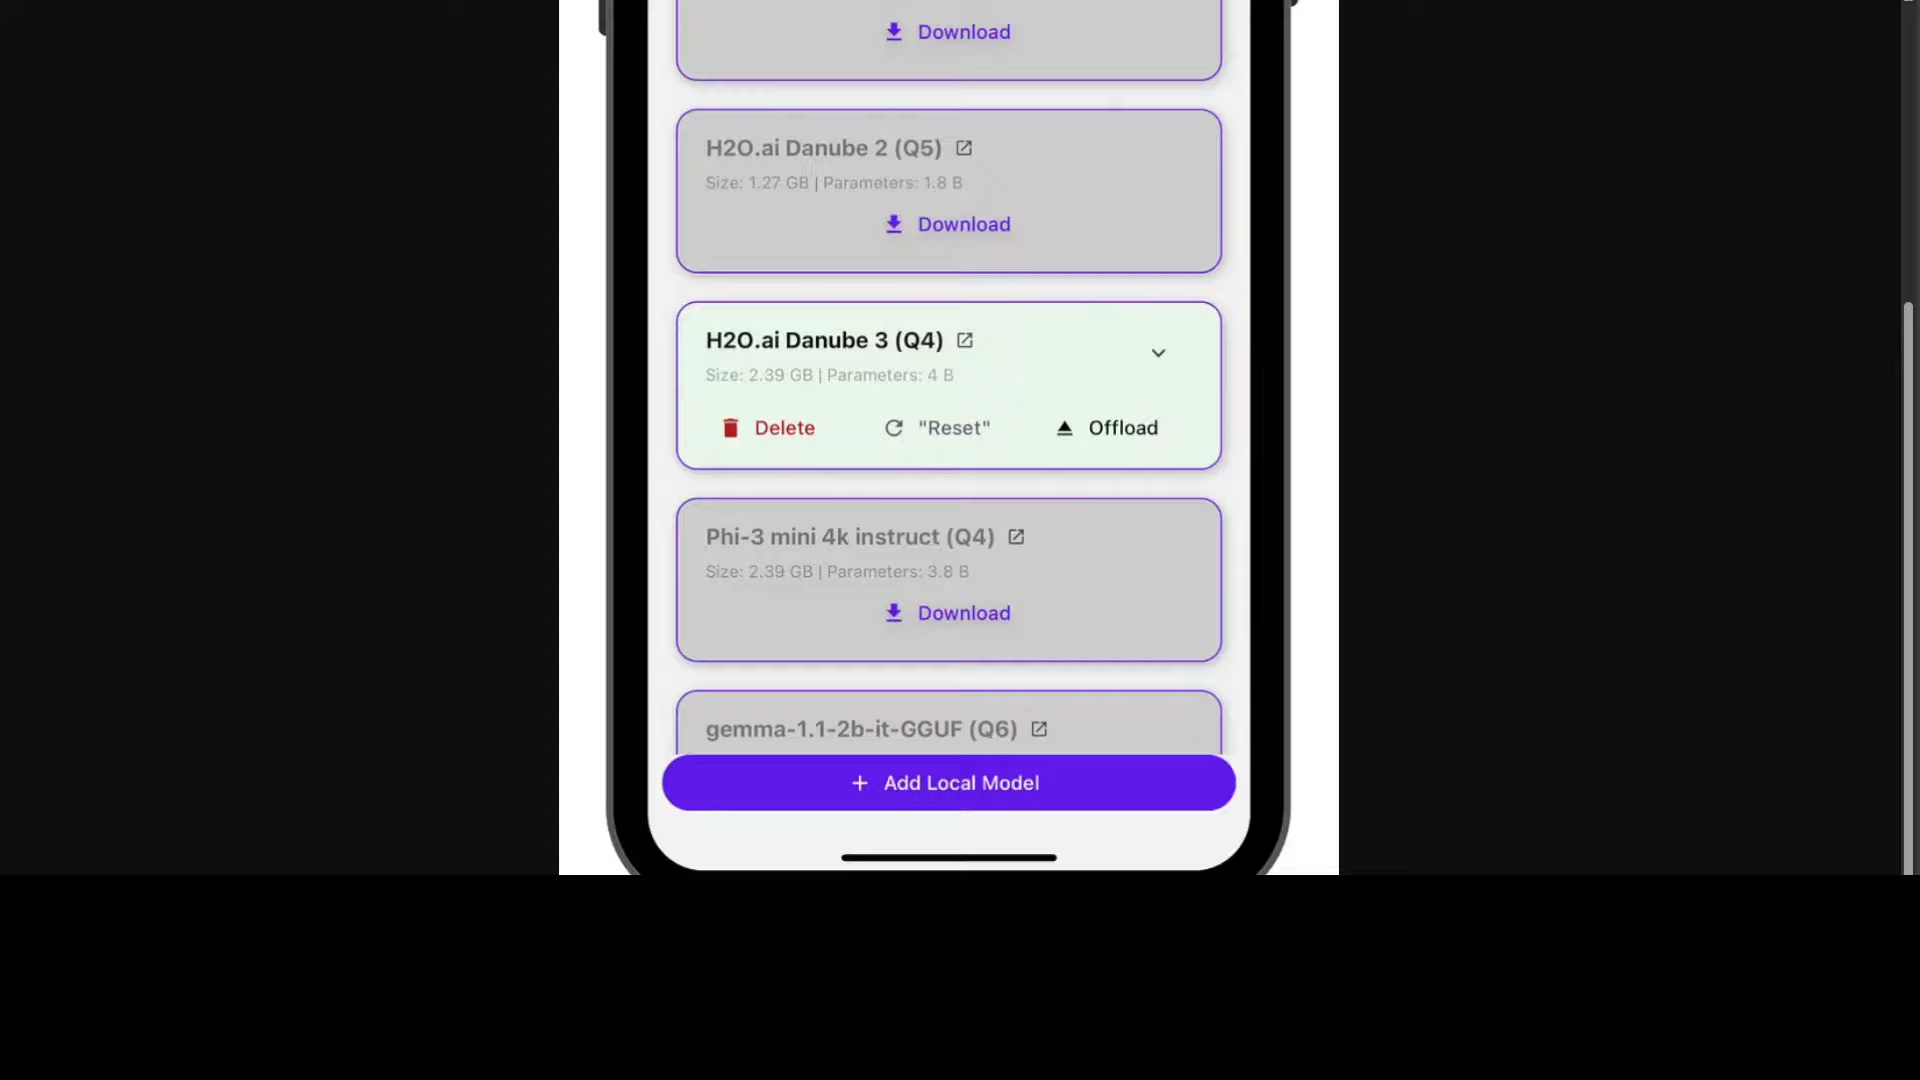 Download
H2O.ai Danube 2 (Q5)
Size: 1.27 GB | Parameters: 1.8 B
Download
H2O.ai Danube 3 (Q4)
Size: 2.39 GB | Parameters: 4 B
Delete "Reset" Offload
Phi-3 mini 4k instruct (Q4)
Size: 2.39 GB | Parameters: 3.8 B
Download
gemma-1.1-2b-it-GGUF (Q6)
+ Add Local Model